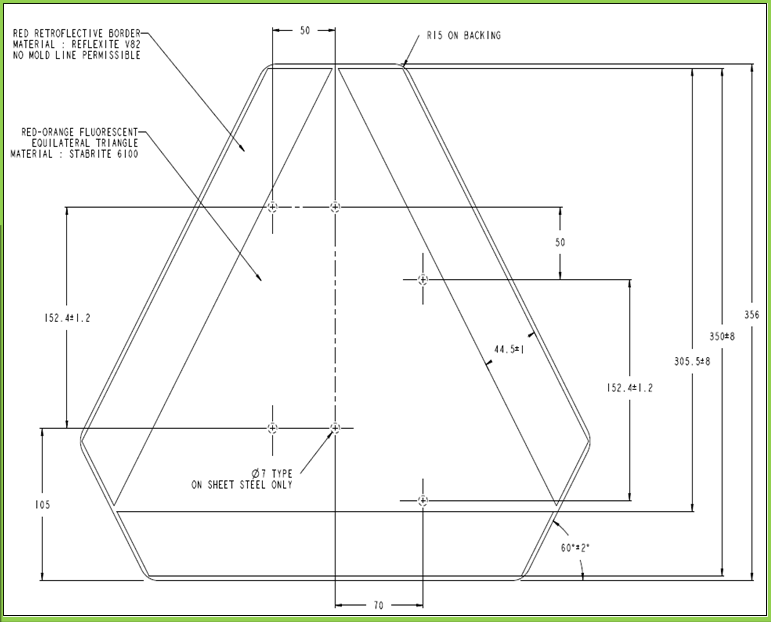 RED RETROFLECTIVE BORDER
MATERIAL : REFLEXITE V82
NO MOLD LINE PERMISSIBLE
50
R15 ON BACKING
RED-ORANGE FLUORESCENT
EQUILATERAL TRIANGLE
MATERIAL : STABRITE 6100
50
152.4±1.2
356
350±8
44.5±1
305.5±8
152.4±1.2
Ø7 TYPE
ON SHEET STEEL ONLY
105
60°±2°
70